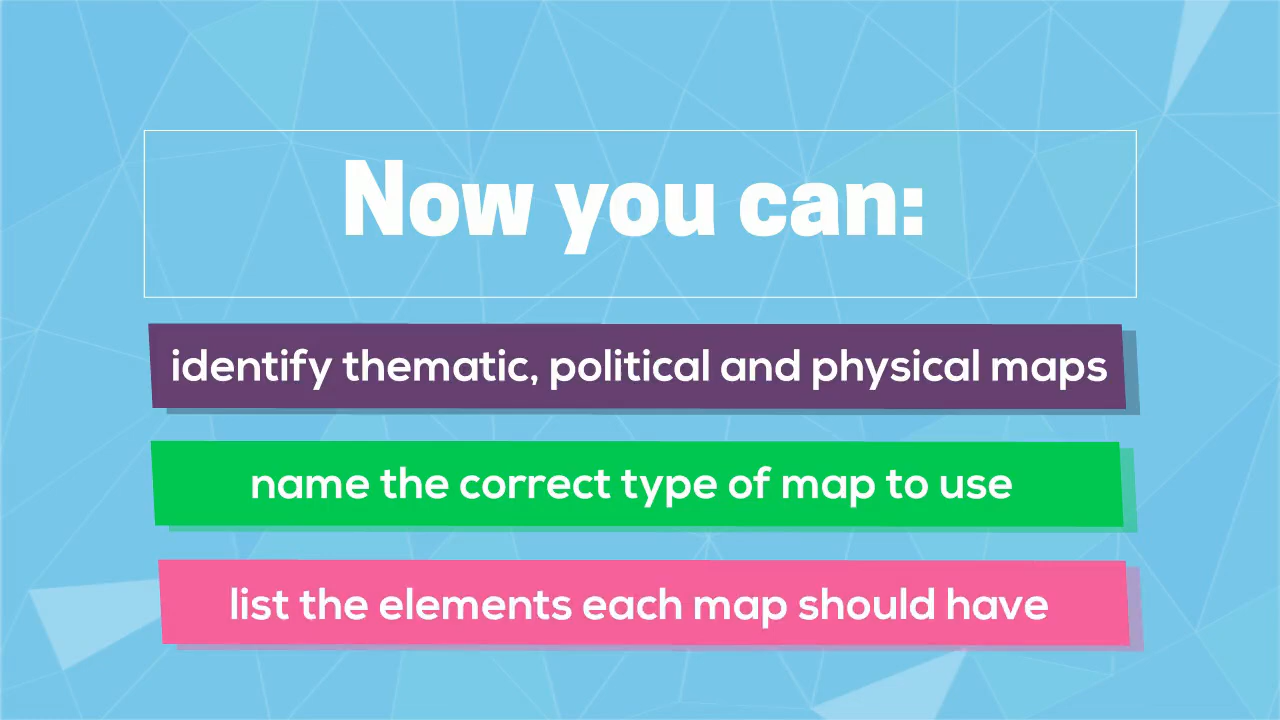 Now you can:
identify thematic, political and physical maps
name the correct type of map to use
list the elements each map should have